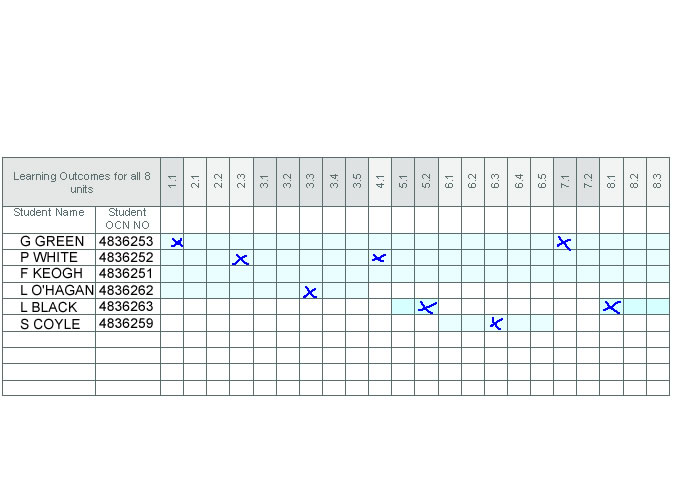 Learning Outcomes for all 8 units 1.1 2.1 2.2 2.3 3.1 3.2 3.3 3.4 3.5 4.1 5.1 5.2 6.1 6.2 6.3 6.4 6.5 7.1 7.2 8.1 8.2 8.3
Student Name Student OCN NO
G GREEN 4836253 X X
P WHITE 4836252 X X
F KEOGH 4836251
L O'HAGAN 4836262 X
L BLACK 4836263 X X
S COYLE 4836259 X